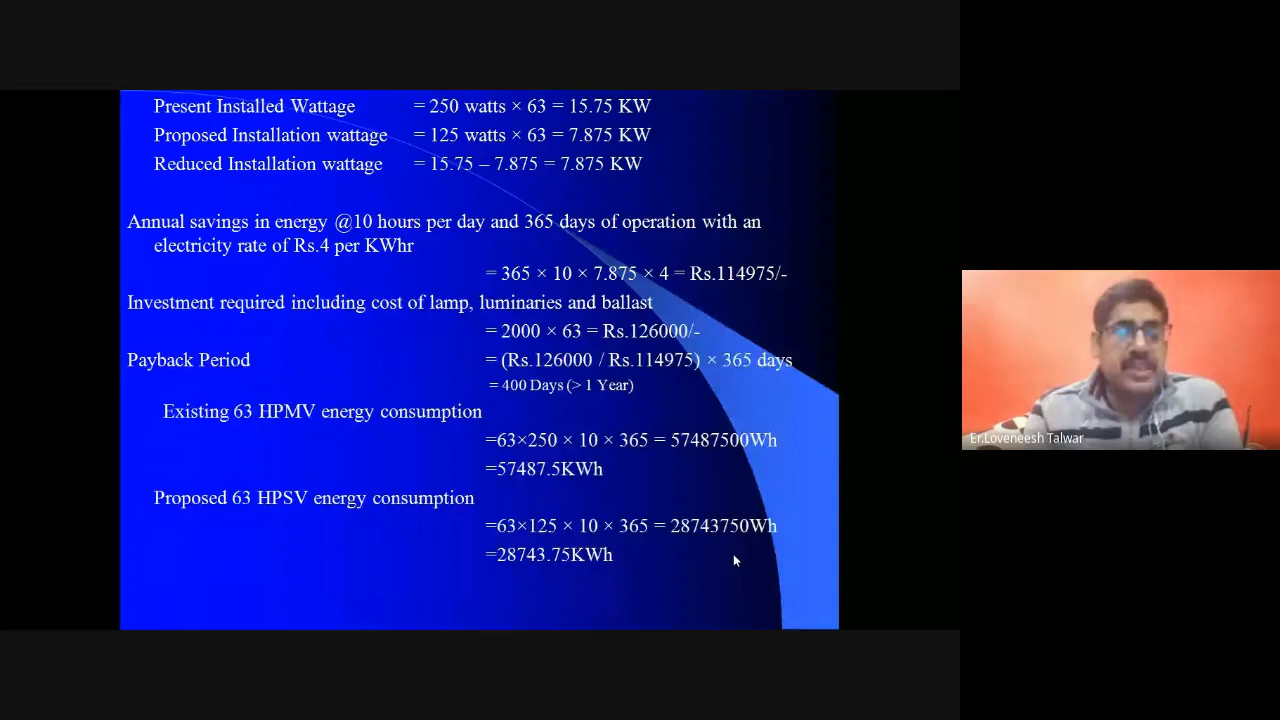 Present Installed Wattage = 250 watts × 63 = 15.75 KW
Proposed Installation wattage = 125 watts × 63 = 7.875 KW
Reduced Installation wattage = 15.75 – 7.875 = 7.875 KW
Annual savings in energy @10 hours per day and 365 days of operation with an
electricity rate of Rs.4 per KWhr
= 365 × 10 × 7.875 × 4 = Rs.114975/-
Investment required including cost of lamp, luminaries and ballast
= 2000 × 63 = Rs.126000/-
Payback Period = (Rs.126000 / Rs.114975) × 365 days
= 400 Days (> 1 Year)
Existing 63 HPMV energy consumption
=63×250 × 10 × 365 = 57487500Wh
=57487.5KWh
Proposed 63 HPSV energy consumption
=63×125 × 10 × 365 = 28743750Wh
=28743.75KWh
Er.Loveneesh Talwar